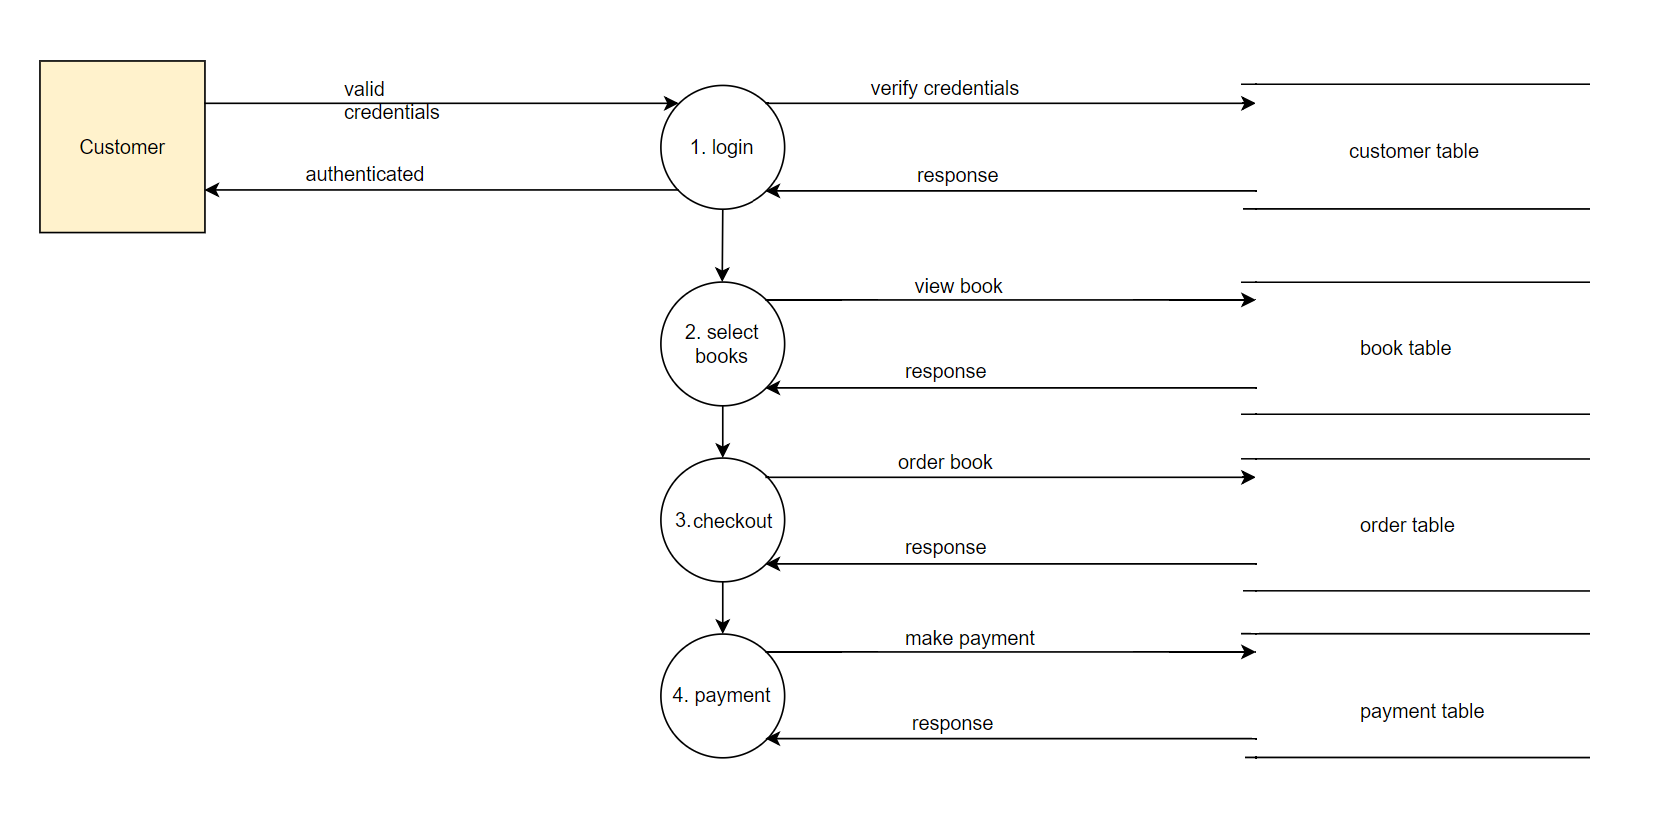 valid
credentials
verify credentials
Customer
1. login
customer table
authenticated
response
view book
2. select
books
book table
response
order book
3.checkout
order table
response
make payment
4. payment
payment table
response